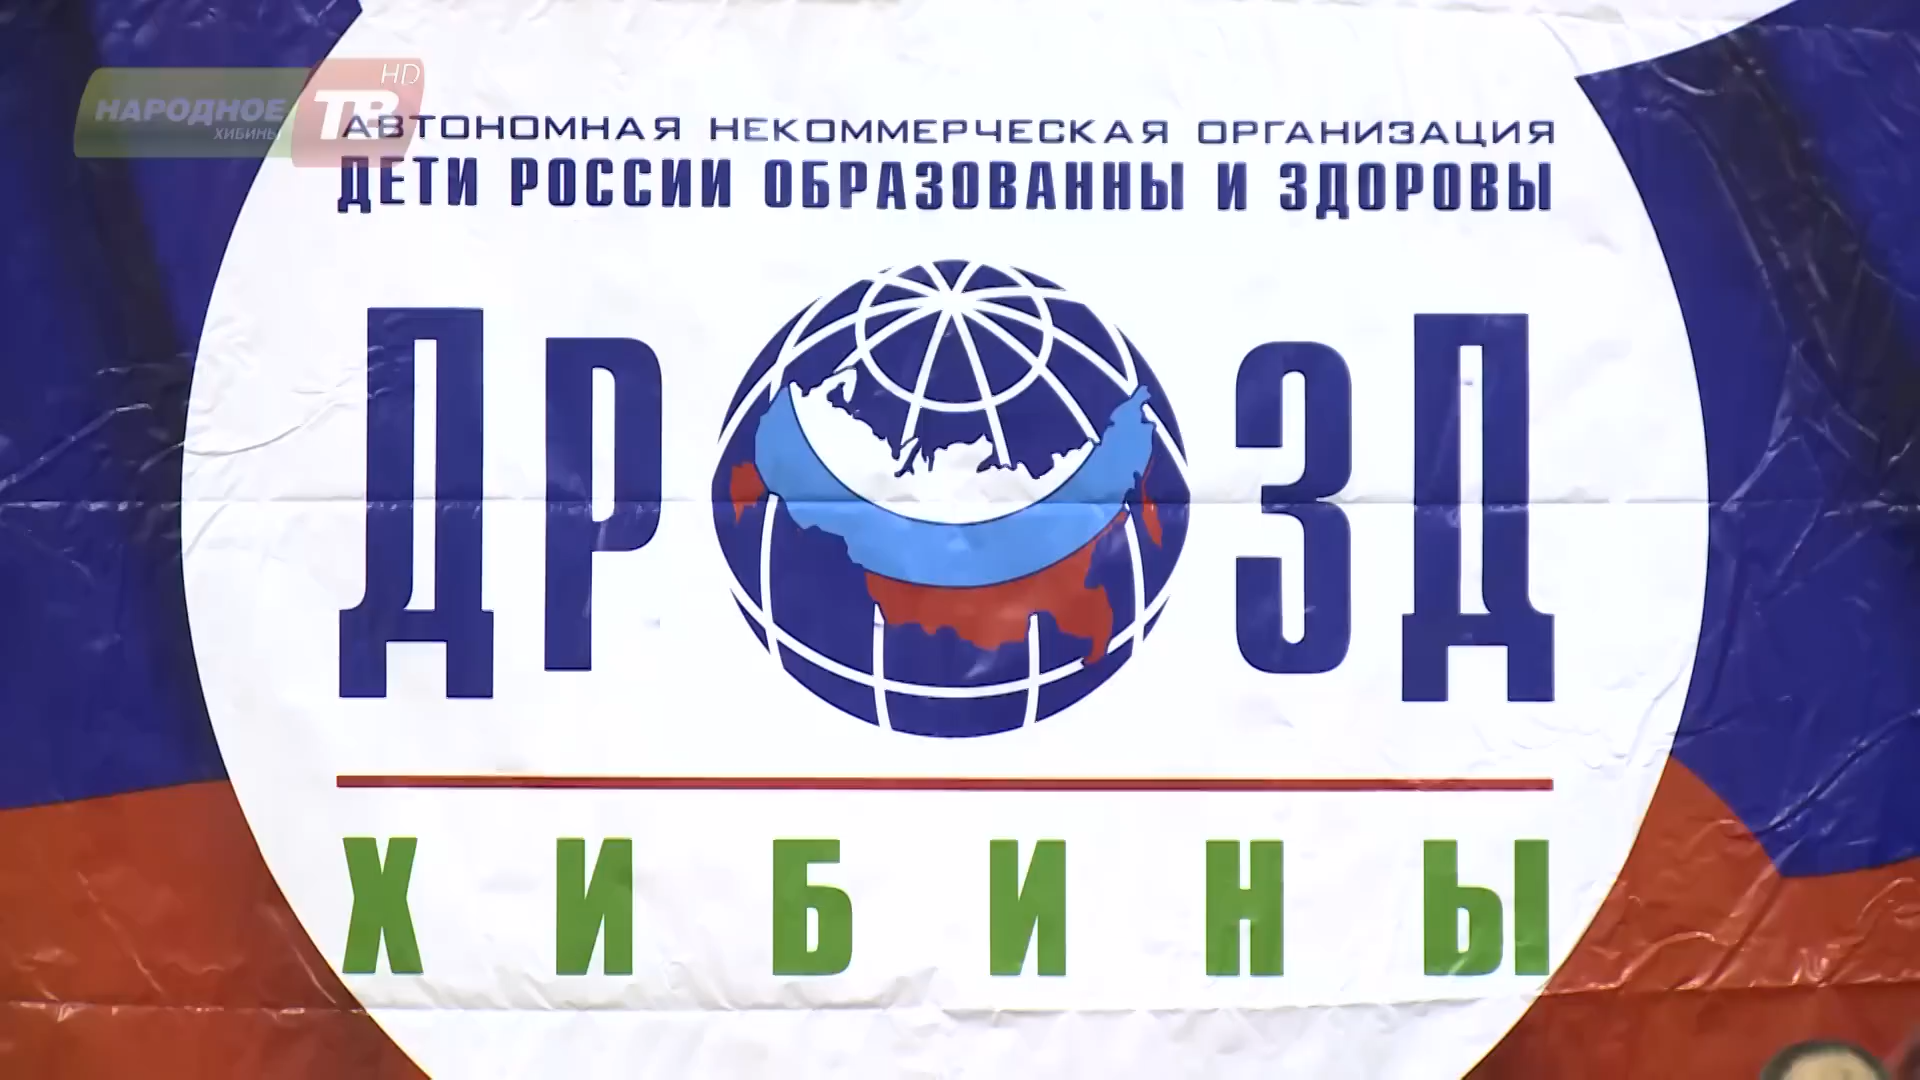 НАРОДНОЕ ТВ HD
ХИБИНЫ
АВТОНОМНАЯ НЕКОММЕРЧЕСКАЯ ОРГАНИЗАЦИЯ
ДЕТИ РОССИИ ОБРАЗОВАННЫ И ЗДОРОВЫ
ДР ЗД
ХИБИНЫ